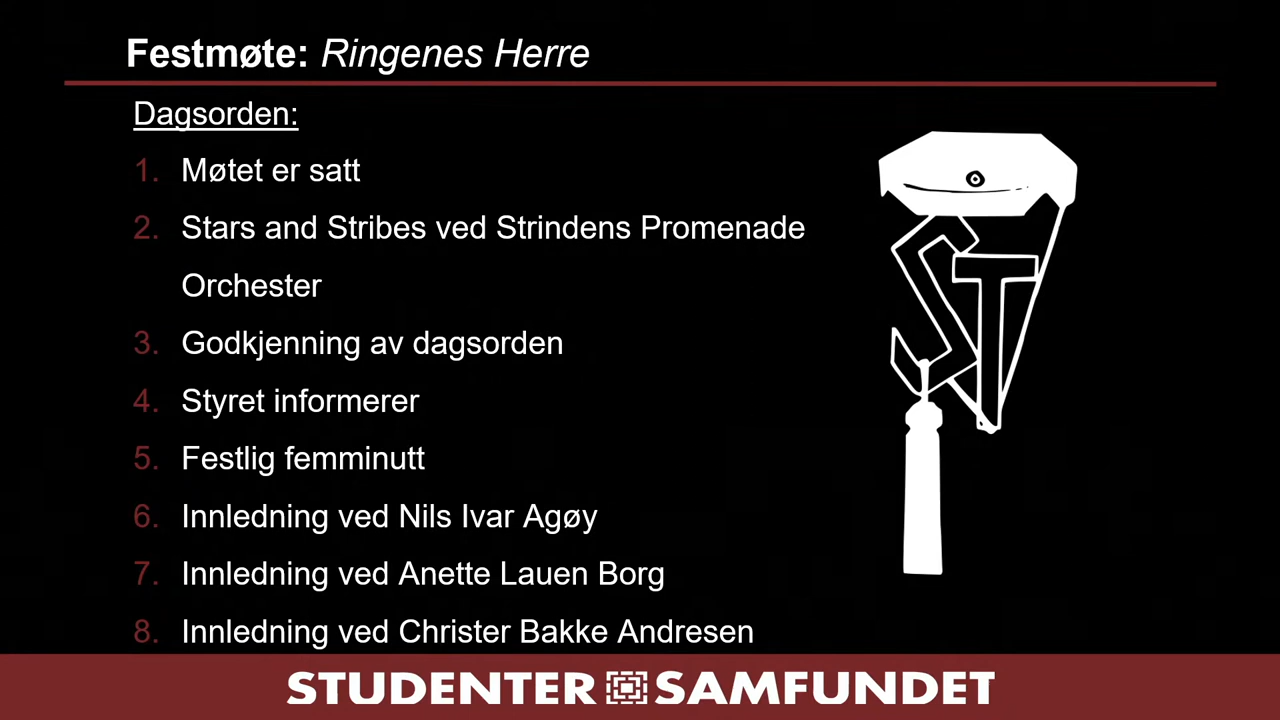 Festmøte: Ringenes Herre
Dagsorden:
1. Møtet er satt
2. Stars and Stribes ved Strindens Promenade
Orchester
3. Godkjenning av dagsorden
4. Styret informerer
5. Festlig femminutt
6. Innledning ved Nils Ivar Agøy
7. Innledning ved Anette Lauen Borg
8. Innledning ved Christer Bakke Andresen
ST
STUDENTER SAMFUNDET